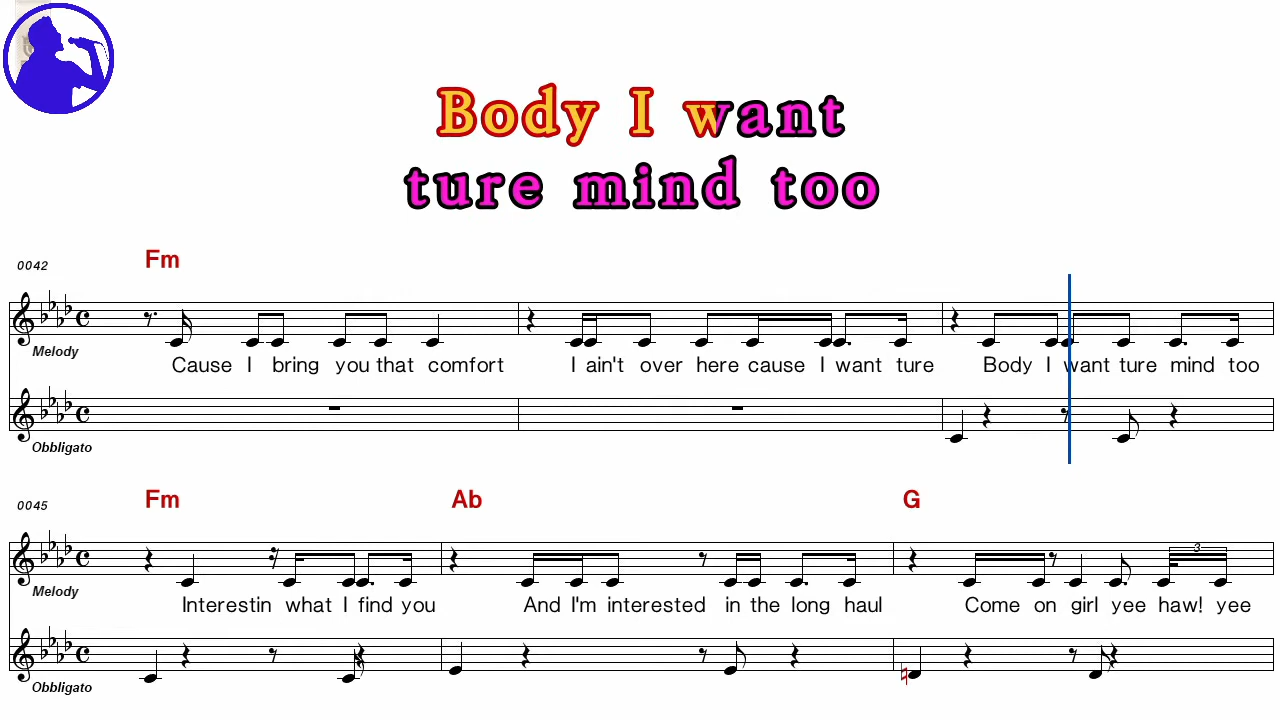 Body I want
ture mind too
0042
Fm
Melody
Cause I bring you that comfort I ain't over here cause I want ture Body I want ture mind too
Obbligato
0045
Fm Ab G
Melody
Interestin what I find you And I'm interested in the long haul Come on girl yee haw! yee
3
Obbligato